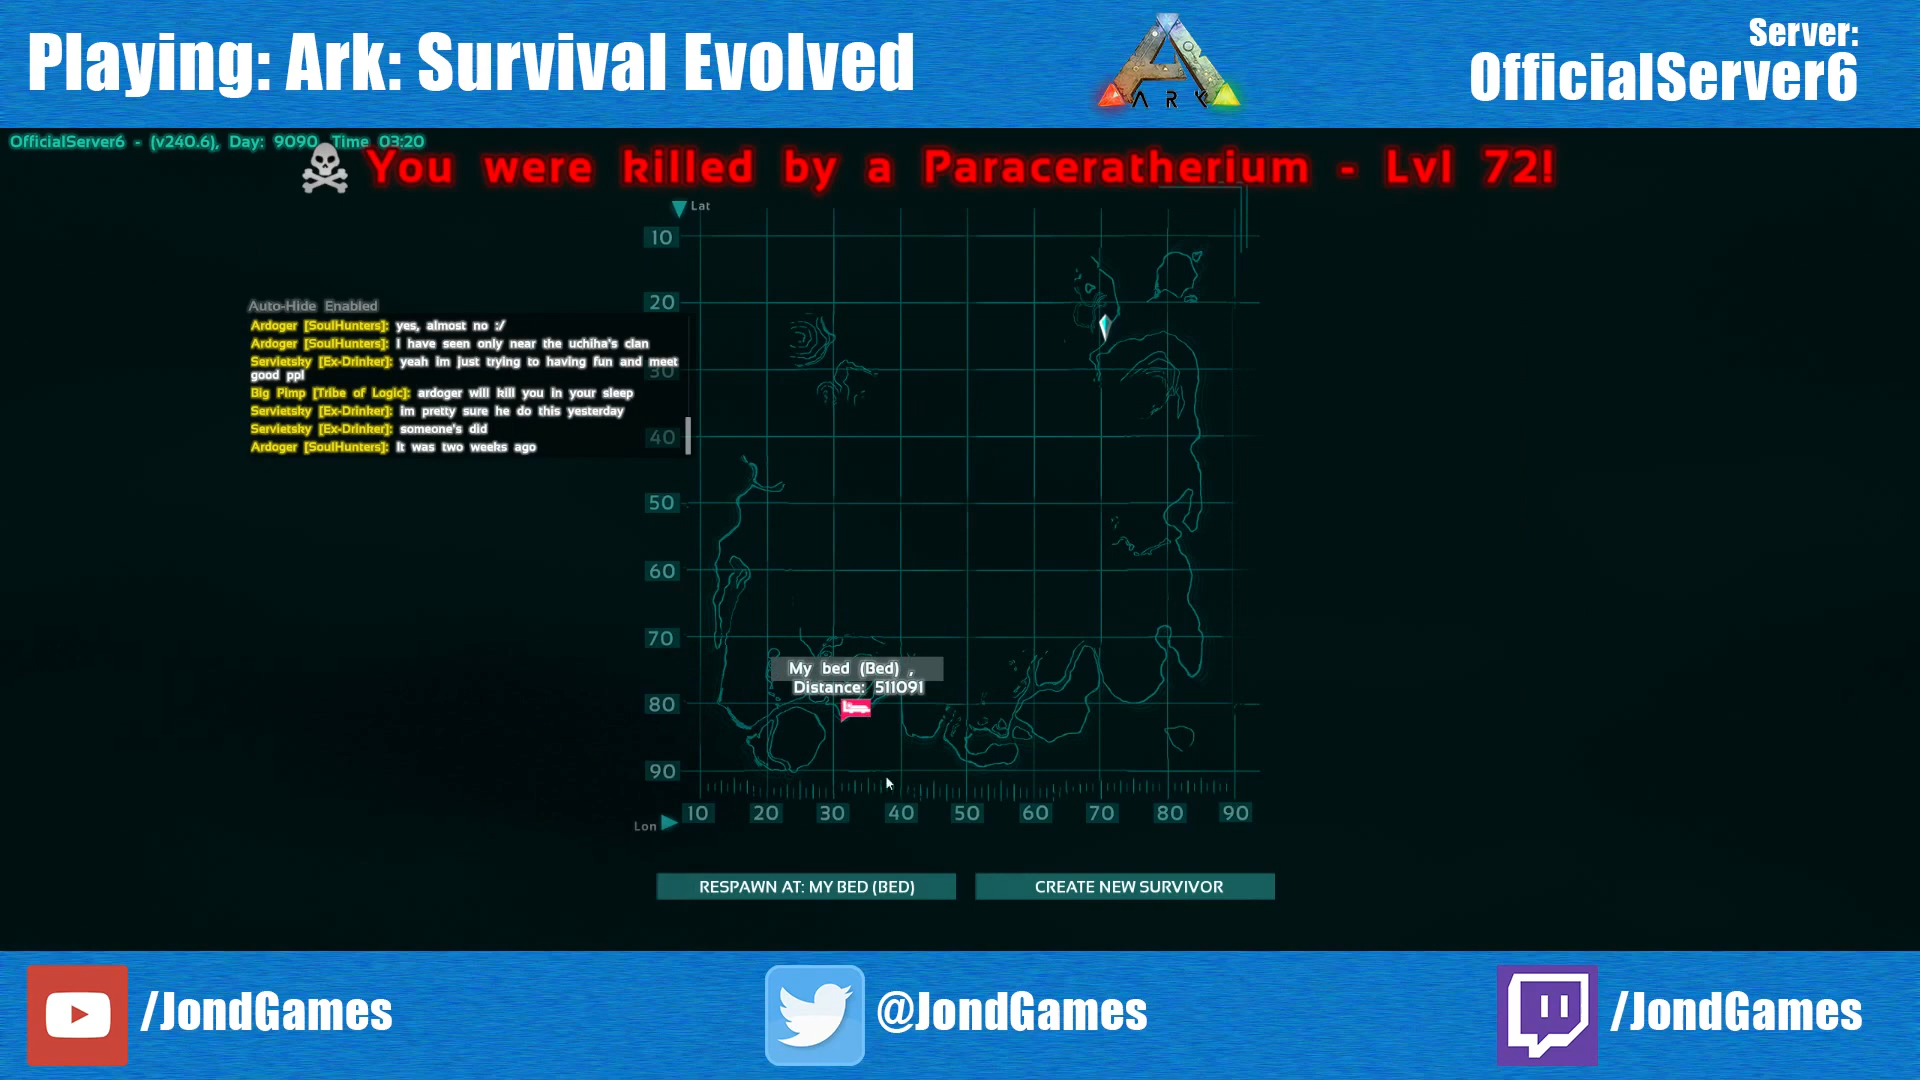 Playing: Ark: Survival Evolved
ARK
Server:
OfficialServer6
OfficialServer6 - (v240.6), Day: 9090, Time 03:20
You were killed by a Paraceratherium - Lvl 72!
Lat
10
20
30
40
50
60
70
80
90
Auto-Hide Enabled
Ardoger [SoulHunters]: yes, almost no :/
Ardoger [SoulHunters]: I have seen only near the uchiha's clan
Servietsky [Ex-Drinker]: yeah im just trying to having fun and meet
good ppl
Big Pimp [Tribe of Logic]: ardoger will kill you in your sleep
Servietsky [Ex-Drinker]: im pretty sure he do this yesterday
Servietsky [Ex-Drinker]: someone's did
Ardoger [SoulHunters]: It was two weeks ago
My bed (Bed) ,
Distance: 511091
Lon
10 20 30 40 50 60 70 80 90
RESPAWN AT: MY BED (BED)
CREATE NEW SURVIVOR
/JondGames
@JondGames
/JondGames